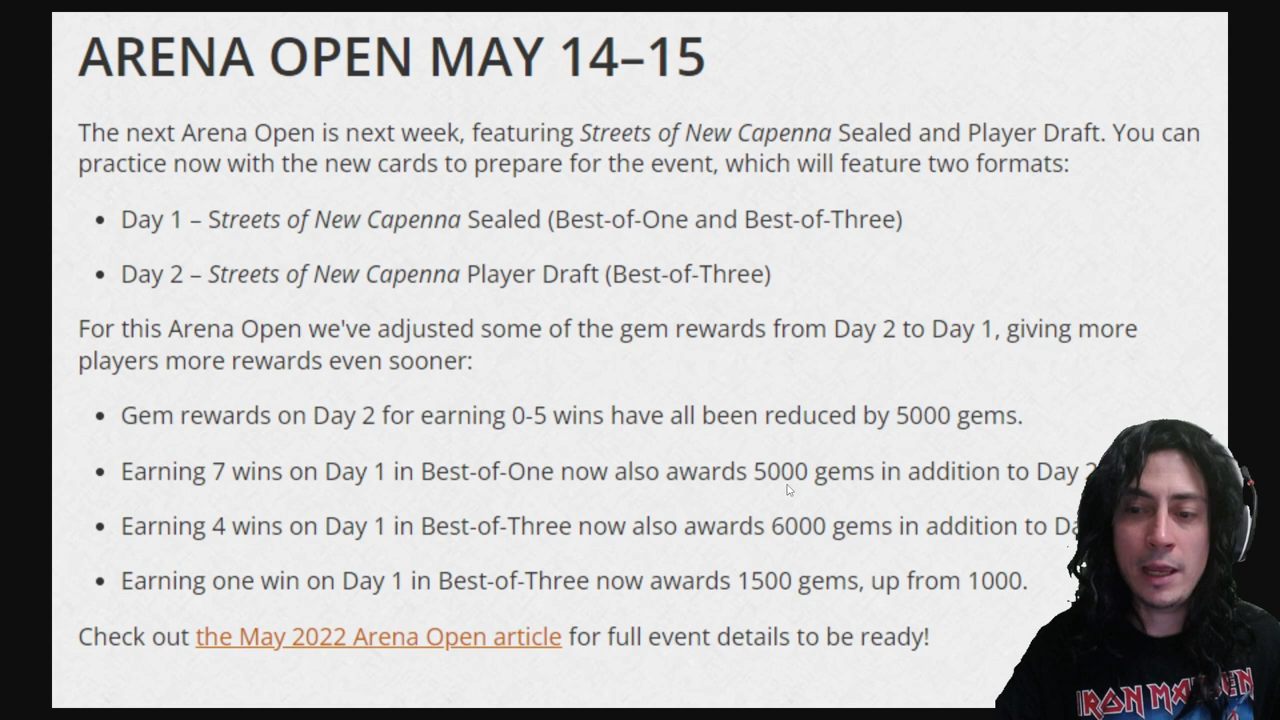 ARENA OPEN MAY 14–15
The next Arena Open is next week, featuring Streets of New Capenna Sealed and Player Draft. You can
practice now with the new cards to prepare for the event, which will feature two formats:
• Day 1 – Streets of New Capenna Sealed (Best-of-One and Best-of-Three)
• Day 2 – Streets of New Capenna Player Draft (Best-of-Three)
For this Arena Open we've adjusted some of the gem rewards from Day 2 to Day 1, giving more
players more rewards even sooner:
• Gem rewards on Day 2 for earning 0-5 wins have all been reduced by 5000 gems.
• Earning 7 wins on Day 1 in Best-of-One now also awards 5000 gems in addition to Day
• Earning 4 wins on Day 1 in Best-of-Three now also awards 6000 gems in addition to
• Earning one win on Day 1 in Best-of-Three now awards 1500 gems, up from 1000.
Check out the May 2022 Arena Open article for full event details to be ready!
IRON MAIDEN